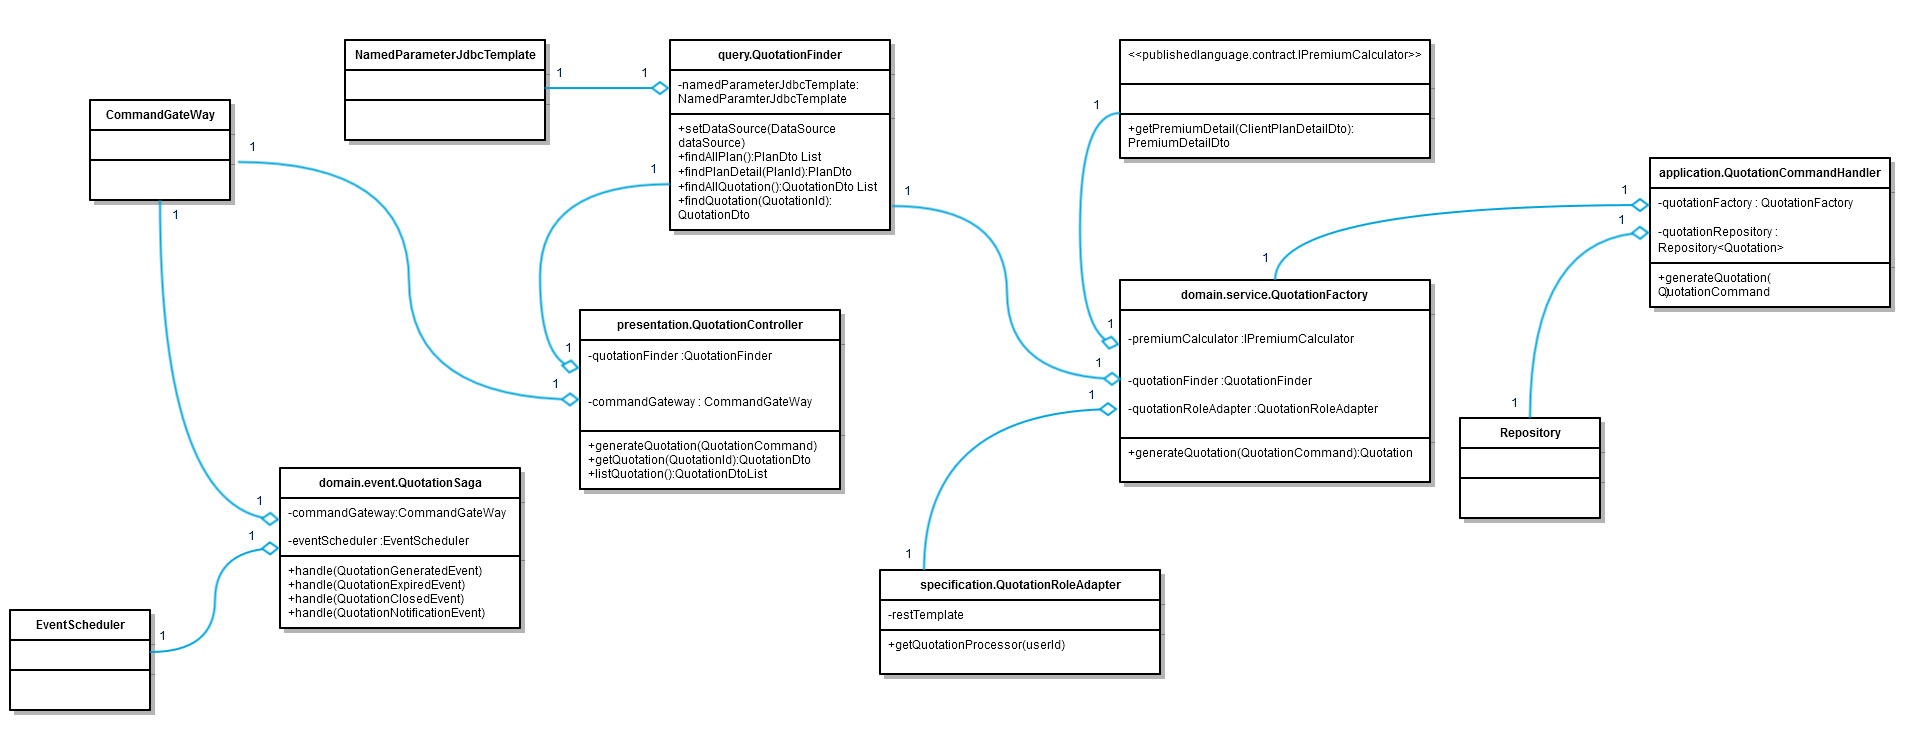 NamedParameterJdbcTemplate
1
1
query.QuotationFinder
-namedParameterJdbcTemplate:
NamedParamterJdbcTemplate
+setDataSource(DataSource
dataSource)
+findAllPlan():PlanDto List
+findPlanDetail(PlanId):PlanDto
+findAllQuotation():QuotationDto List
+findQuotation(QuotationId):
QuotationDto
1
1
<<publishedlanguage.contract.IPremiumCalculator>>
+getPremiumDetail(ClientPlanDetailDto):
PremiumDetailDto
1
CommandGateWay
1
1
application.QuotationCommandHandler
-quotationFactory : QuotationFactory
-quotationRepository :
Repository<Quotation>
+generateQuotation(
QuotationCommand
)
1
1
1
domain.service.QuotationFactory
-premiumCalculator :IPremiumCalculator
-quotationFinder :QuotationFinder
-quotationRoleAdapter :QuotationRoleAdapter
+generateQuotation(QuotationCommand):Quotation
1
1
1
presentation.QuotationController
-quotationFinder :QuotationFinder
-commandGateway : CommandGateWay
+generateQuotation(QuotationCommand)
+getQuotation(QuotationId):QuotationDto
+listQuotation():QuotationDtoList
1
1
1
Repository
domain.event.QuotationSaga
-commandGateway:CommandGateWay
-eventScheduler :EventScheduler
+handle(QuotationGeneratedEvent)
+handle(QuotationExpiredEvent)
+handle(QuotationClosedEvent)
+handle(QuotationNotificationEvent)
1
1
1
specification.QuotationRoleAdapter
-restTemplate
+getQuotationProcessor(userId)
EventScheduler
1